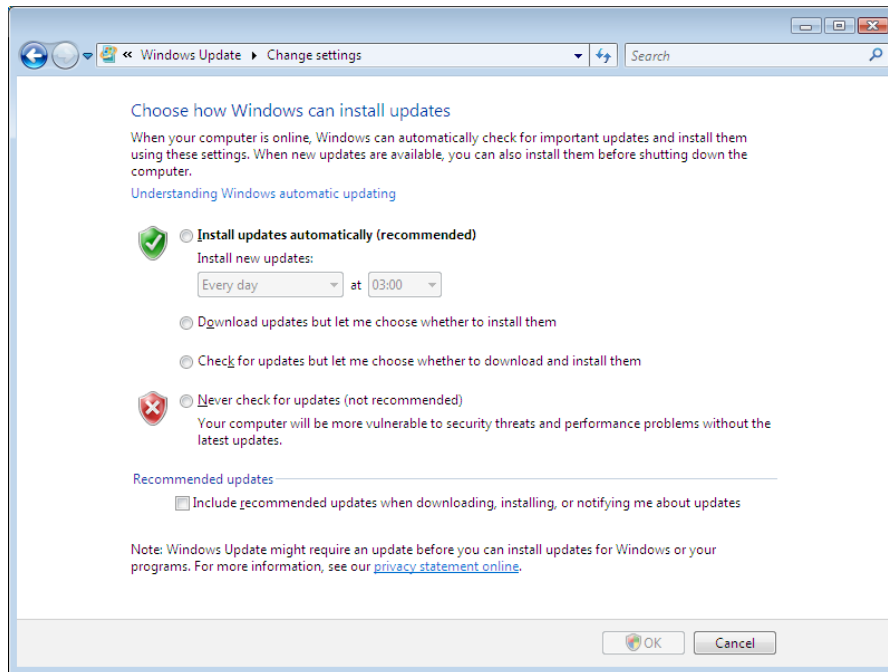 « Windows Update ▸ Change settings
Search
Choose how Windows can install updates
When your computer is online, Windows can automatically check for important updates and install them
using these settings. When new updates are available, you can also install them before shutting down the
computer.
Understanding Windows automatic updating
Install updates automatically (recommended)
Install new updates:
Every day at 03:00
Download updates but let me choose whether to install them
Check for updates but let me choose whether to download and install them
Never check for updates (not recommended)
Your computer will be more vulnerable to security threats and performance problems without the
latest updates.
Recommended updates
Include recommended updates when downloading, installing, or notifying me about updates
Note: Windows Update might require an update before you can install updates for Windows or your
programs. For more information, see our privacy statement online.
OK Cancel